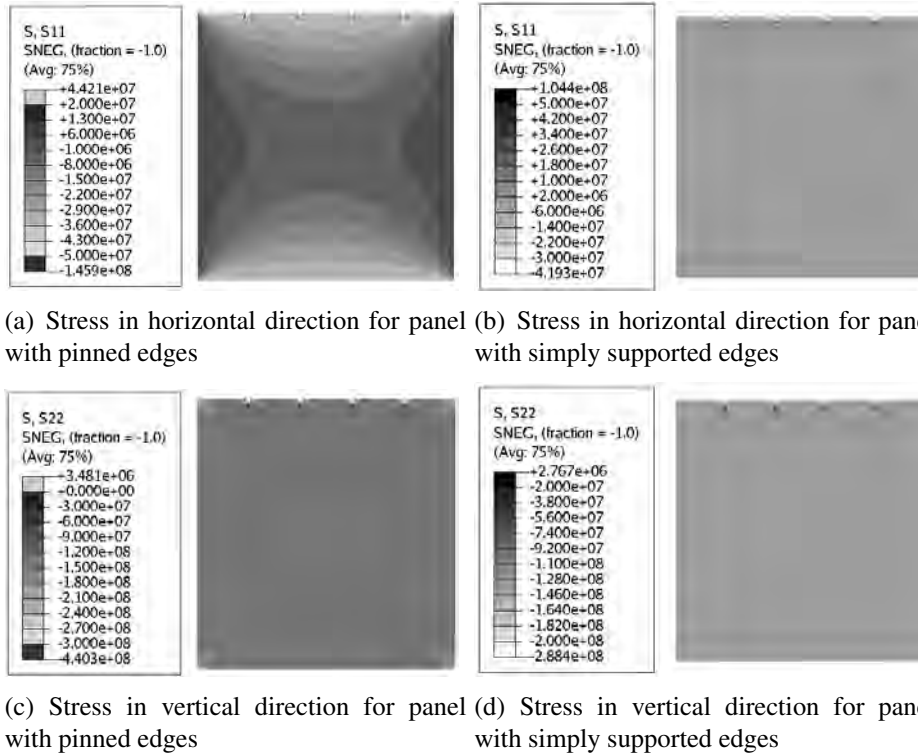 S, S11
SNEG, (fraction = -1.0)
(Avg: 75%)
+4.421e+07
+2.000e+07
+1.300e+07
+6.000e+06
-1.000e+06
-8.000e+06
-1.500e+07
-2.200e+07
-2.900e+07
-3.600e+07
-4.300e+07
-5.000e+07
-1.459e+08
S, S11
SNEG, (fraction = -1.0)
(Avg: 75%)
+1.044e+08
+5.000e+07
+4.200e+07
+3.400e+07
+2.600e+07
+1.800e+07
+1.000e+07
+2.000e+06
-6.000e+06
-1.400e+07
-2.200e+07
-3.000e+07
-4.193e+07
(a) Stress in horizontal direction for panel
with pinned edges
(b) Stress in horizontal direction for pane
with simply supported edges
S, S22
SNEG, (fraction = -1.0)
(Avg: 75%)
+3.481e+06
+0.000e+00
-3.000e+07
-6.000e+07
-9.000e+07
-1.200e+08
-1.500e+08
-1.800e+08
-2.100e+08
-2.400e+08
-2.700e+08
-3.000e+08
-4.403e+08
S, S22
SNEG, (fraction = -1.0)
(Avg: 75%)
+2.767e+06
-2.000e+07
-3.800e+07
-5.600e+07
-7.400e+07
-9.200e+07
-1.100e+08
-1.280e+08
-1.460e+08
-1.640e+08
-1.820e+08
-2.000e+08
-2.884e+08
(c) Stress in vertical direction for panel
with pinned edges
(d) Stress in vertical direction for pane
with simply supported edges